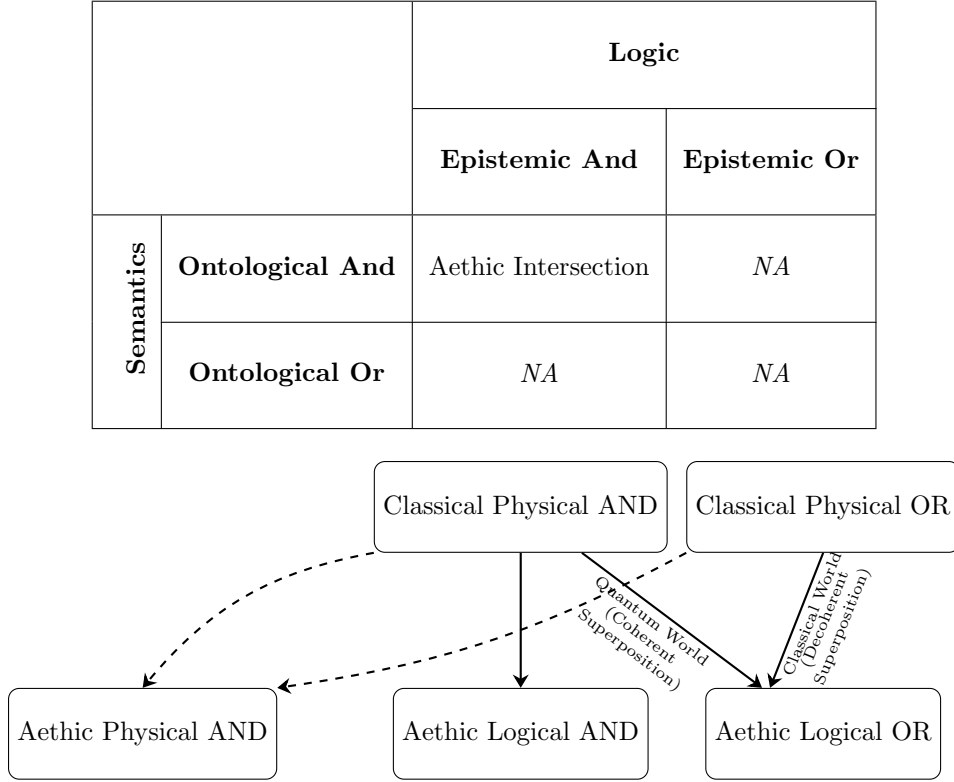 Logic
Epistemic And Epistemic Or
Semantics
Ontological And Aethic Intersection NA
Ontological Or NA NA
Classical Physical AND Classical Physical OR
Quantum World
(Coherent
Superposition)
Classical World
(Decoherent
Superposition)
Aethic Physical AND Aethic Logical AND Aethic Logical OR